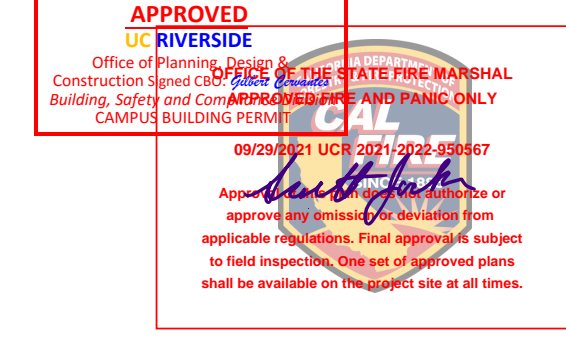 APPROVED
UC RIVERSIDE
Office of Planning, Design &
Construction Signed CBO: Gilbert Cervantes
Building, Safety and Compliance Division
CAMPUS BUILDING PERMIT
OFFICE OF THE STATE FIRE MARSHAL
APPROVED FIRE AND PANIC ONLY
CAL
FIRE
SINCE 18
09/29/2021 UCR 2021-2022-950567
Approval of this plan does not authorize or
approve any omission or deviation from
applicable regulations. Final approval is subject
to field inspection. One set of approved plans
shall be available on the project site at all times.